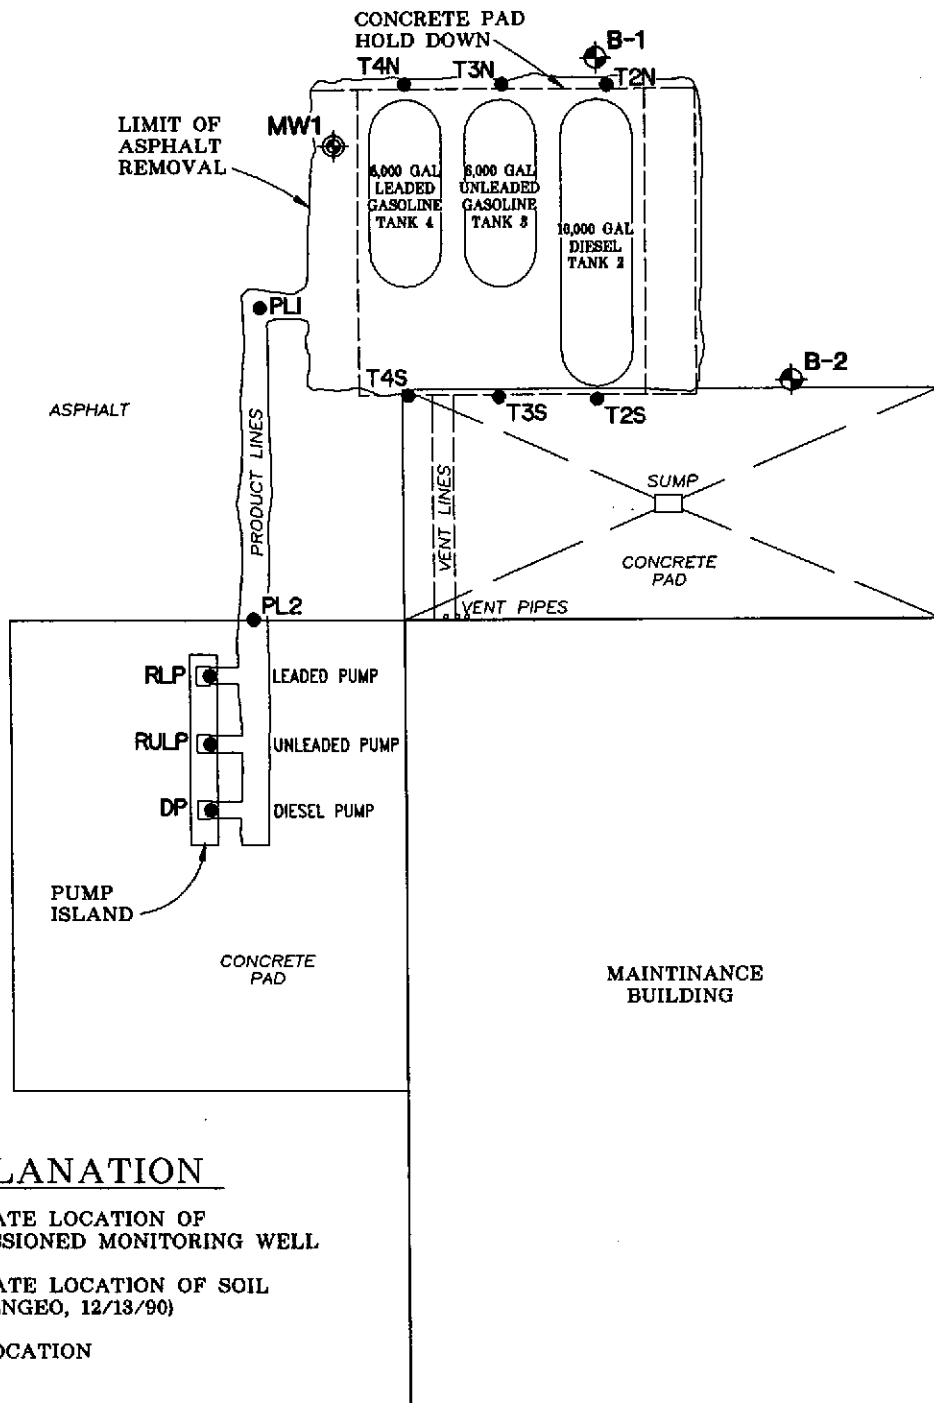 CONCRETE PAD
HOLD DOWN
B-1
T4N
T3N
T2N
LIMIT OF
ASPHALT
REMOVAL
MW1
6,000 GAL
LEADED
GASOLINE
TANK 4
6,000 GAL
UNLEADED
GASOLINE
TANK 3
10,000 GAL
DIESEL
TANK 2
PL1
B-2
T4S
T3S
T2S
ASPHALT
PRODUCT LINES
VENT LINES
SUMP
CONCRETE
PAD
VENT PIPES
PL2
RLP
LEADED PUMP
RULP
UNLEADED PUMP
DP
DIESEL PUMP
PUMP
ISLAND
CONCRETE
PAD
MAINTINANCE
BUILDING
LANATION
ATE LOCATION OF
SSIONED MONITORING WELL
ATE LOCATION OF SOIL
ENGEO, 12/13/90)
OCATION